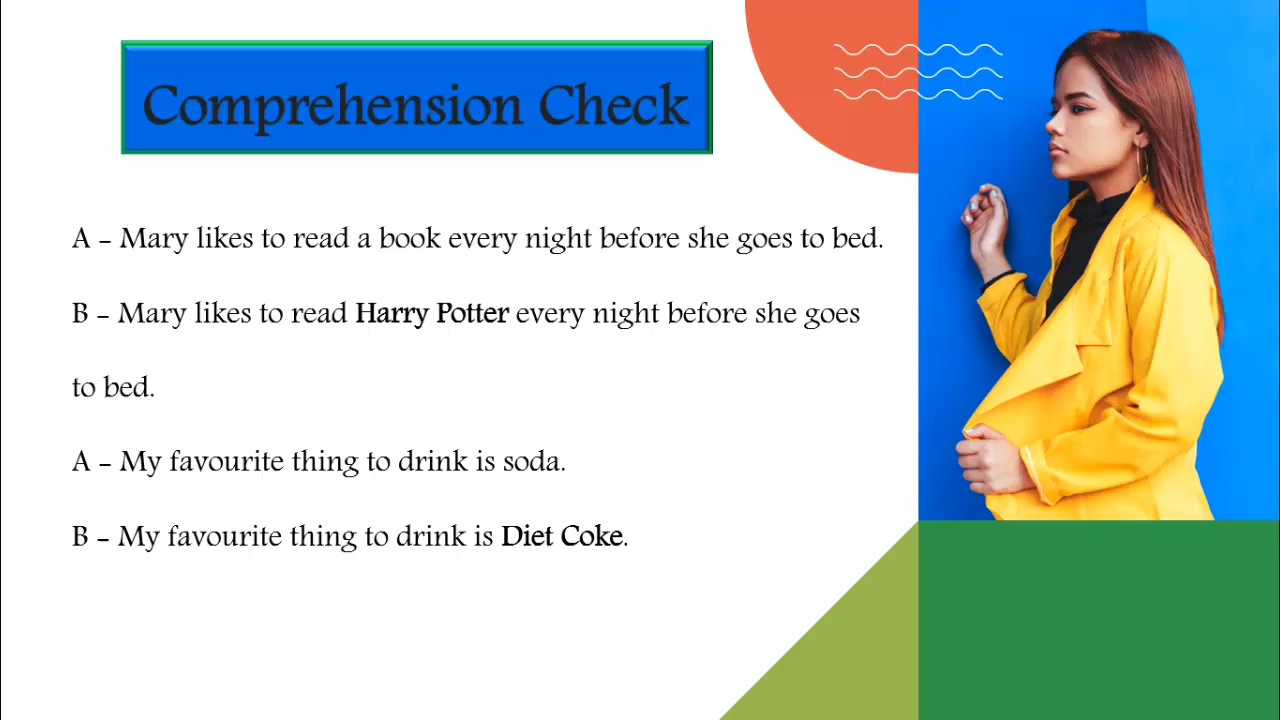 Comprehension Check
A - Mary likes to read a book every night before she goes to bed.
B - Mary likes to read Harry Potter every night before she goes
to bed.
A - My favourite thing to drink is soda.
B - My favourite thing to drink is Diet Coke.